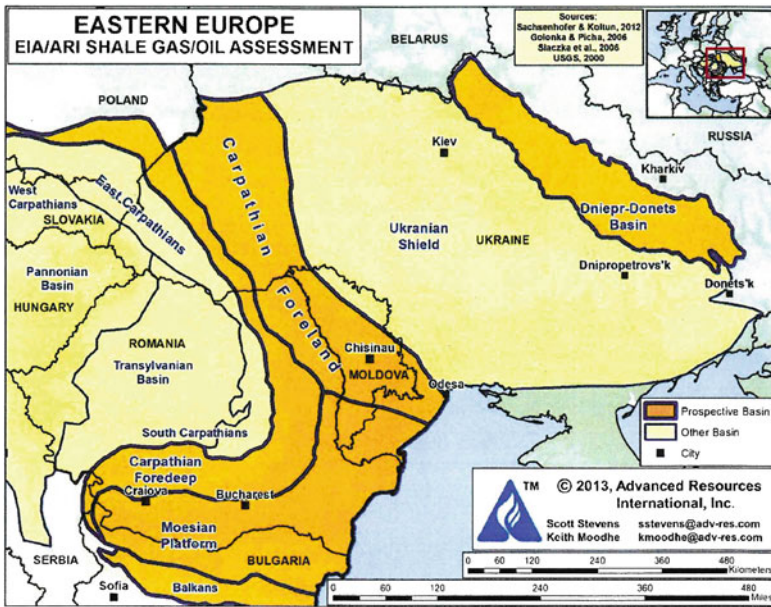 EASTERN EUROPE
EIA/ARI SHALE GAS/OIL ASSESSMENT
Sources:
Sachsenhofer & Koltun, 2012
Golonka & Picha, 2006
Slaczka et al., 2006
USGS, 2000
BELARUS
POLAND
RUSSIA
Kiev
Kharkiv
Carpathian
Foreland
West
Carpathians
East Carpathians
SLOVAKIA
Dniepr-Donets
Basin
Ukranian
Shield
UKRAINE
Pannonian
Basin
Dnipropetrovs'k
Donets'k
HUNGARY
ROMANIA
Transylvanian
Basin
Chisinau
MOLDOVA
Odesa
South Carpathians
Carpathian
Foredeep
Craiova
Bucharest
Moesian
Platform
BULGARIA
SERBIA
Sofia
Balkans
Prospective Basin
Other Basin
City
TM
© 2013, Advanced Resources
International, Inc.
Scott Stevens sstevens@adv-res.com
Keith Moodhe kmoodhe@adv-res.com
0 60 120 240 360 480
Kilometers
0 60 120 240 360 480
Miles